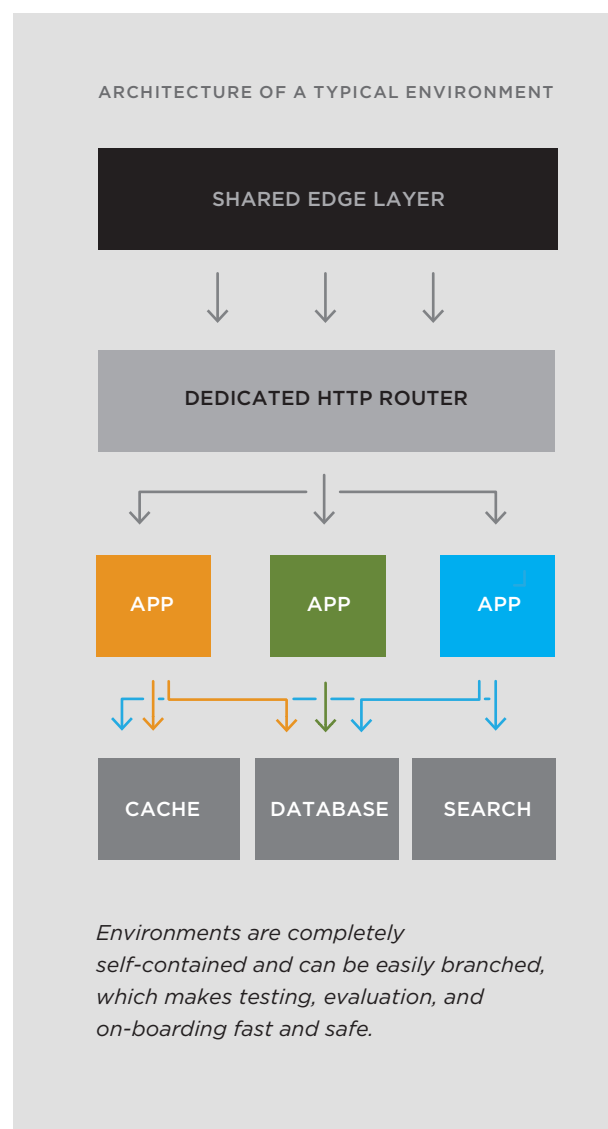 ARCHITECTURE OF A TYPICAL ENVIRONMENT
SHARED EDGE LAYER
DEDICATED HTTP ROUTER
APP APP APP
CACHE DATABASE SEARCH
Environments are completely
self-contained and can be easily branched,
which makes testing, evaluation, and
on-boarding fast and safe.